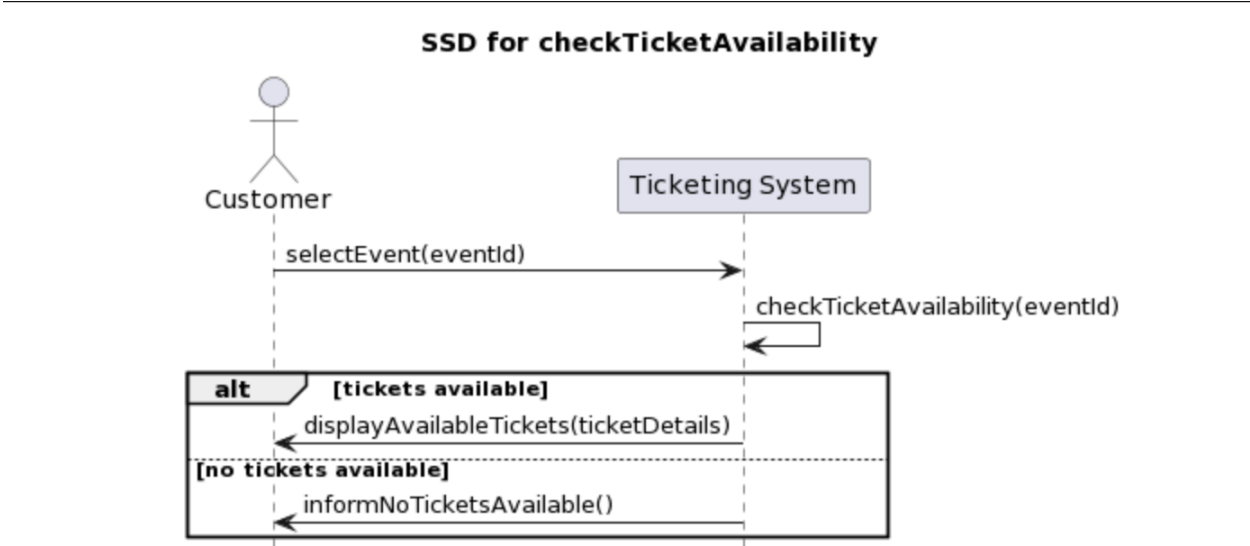 SSD for checkTicketAvailability
Customer
Ticketing System
selectEvent(eventId)
checkTicketAvailability(eventId)
alt [tickets available]
displayAvailableTickets(ticketDetails)
[no tickets available]
informNoTicketsAvailable()